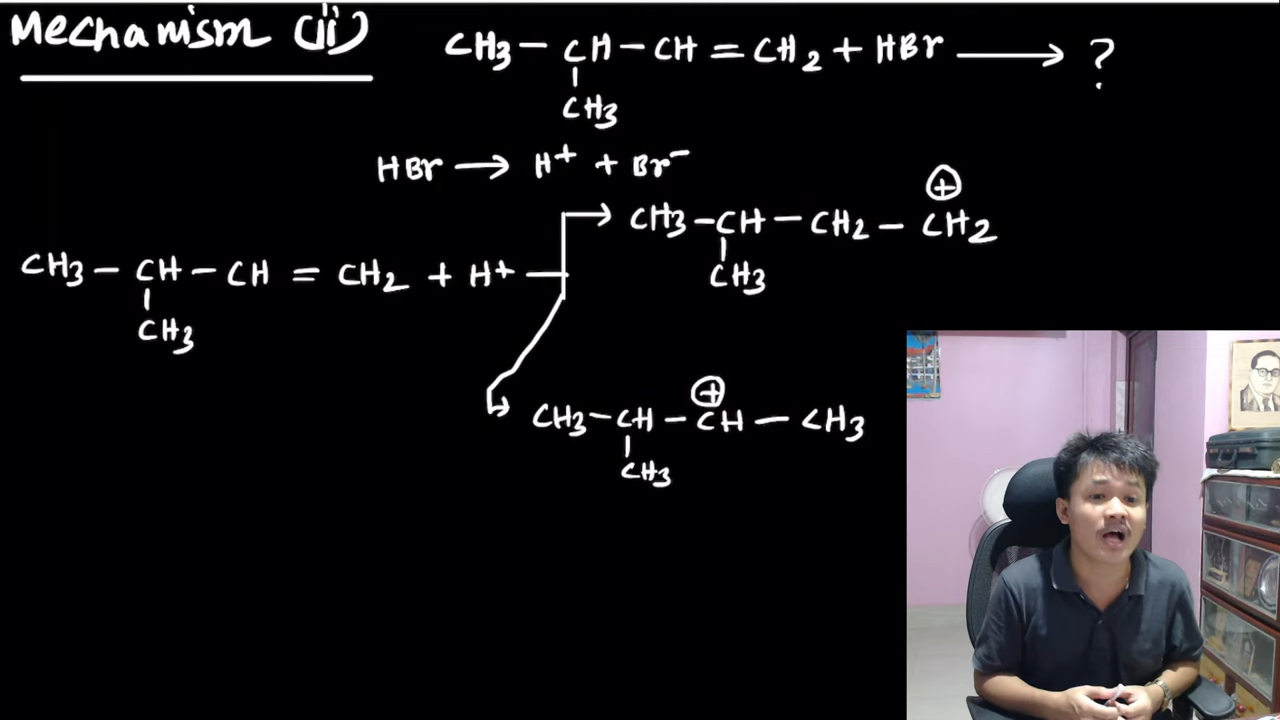 Mechanism (ii)
CH3 – CH – CH = CH2 + HBr ⟶ ?
CH3
HBr ⟶ H⁺ + Br⁻
⊕
CH3 – CH – CH2 – CH2
CH3
CH3 – CH – CH = CH2 + H⁺
CH3
⊕
CH3 – CH – CH – CH3
CH3